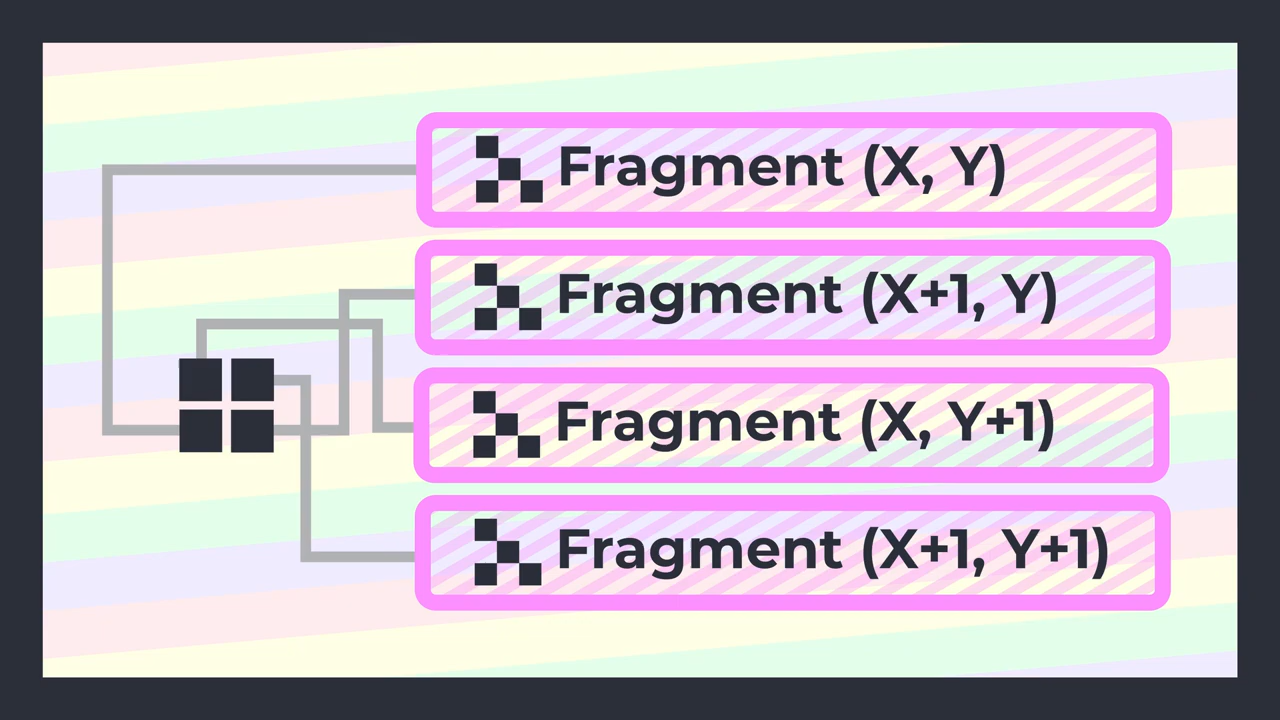 Fragment (X, Y)
Fragment (X+1, Y)
Fragment (X, Y+1)
Fragment (X+1, Y+1)